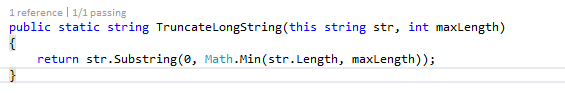 1 reference | 1/1 passing
public static string TruncateLongString(this string str, int maxLength)
{
    return str.Substring(0, Math.Min(str.Length, maxLength));
}